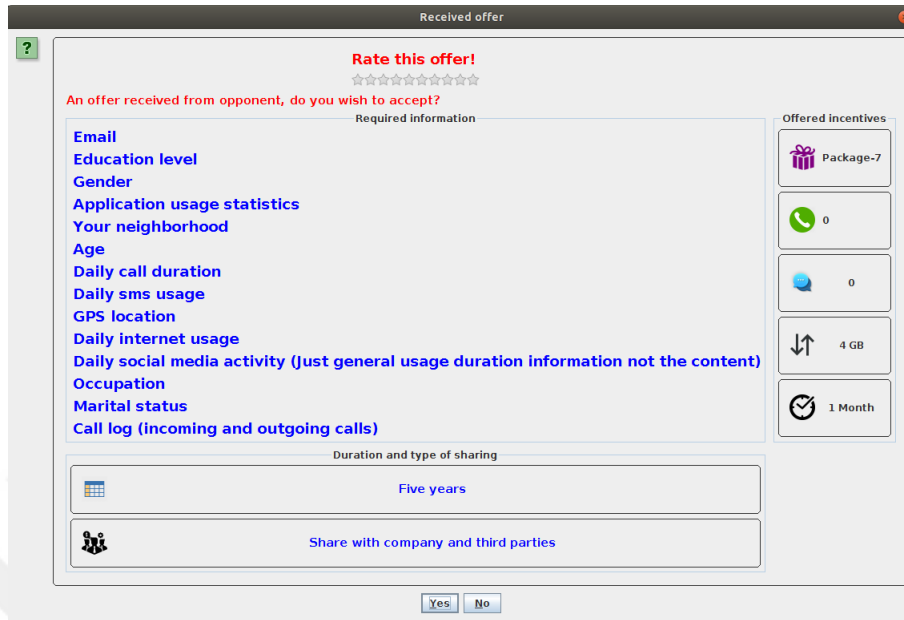 Received offer
?
Rate this offer!
An offer received from opponent, do you wish to accept?
Required information
Email
Education level
Gender
Application usage statistics
Your neighborhood
Age
Daily call duration
Daily sms usage
GPS location
Daily internet usage
Daily social media activity (Just general usage duration information not the content)
Occupation
Marital status
Call log (incoming and outgoing calls)
Offered incentives
Package-7
0
0
4 GB
1 Month
Duration and type of sharing
Five years
Share with company and third parties
Yes No